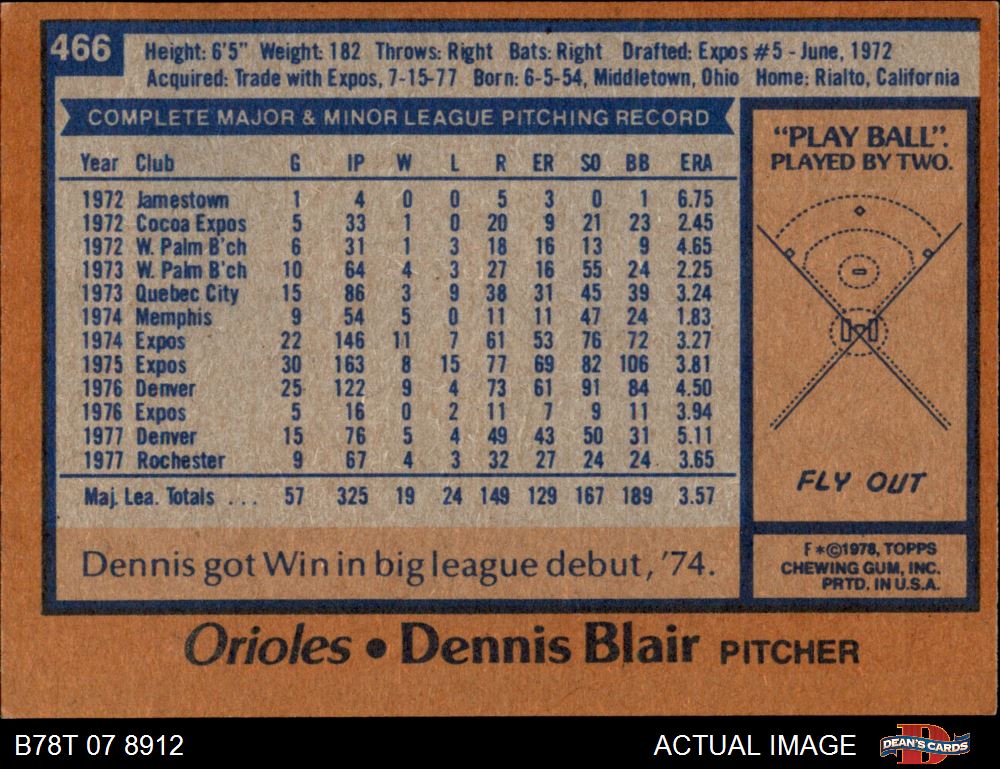 466
Height: 6'5" Weight: 182 Throws: Right Bats: Right Drafted: Expos #5 - June, 1972
Acquired: Trade with Expos, 7-15-77 Born: 6-5-54, Middletown, Ohio Home: Rialto, California
COMPLETE MAJOR & MINOR LEAGUE PITCHING RECORD
Year Club G IP W L R ER SO BB ERA
1972 Jamestown 1 4 0 0 5 3 0 1 6.75
1972 Cocoa Expos 5 33 1 0 20 9 21 23 2.45
1972 W. Palm B'ch 6 31 1 3 18 16 13 9 4.65
1973 W. Palm B'ch 10 64 4 3 27 16 55 24 2.25
1973 Quebec City 15 86 3 9 38 31 45 39 3.24
1974 Memphis 9 54 5 0 11 11 47 24 1.83
1974 Expos 22 146 11 7 61 53 76 72 3.27
1975 Expos 30 163 8 15 77 69 82 106 3.81
1976 Denver 25 122 9 4 73 61 91 84 4.50
1976 Expos 5 16 0 2 11 7 9 11 3.94
1977 Denver 15 76 5 4 49 43 50 31 5.11
1977 Rochester 9 67 4 3 32 27 24 24 3.65
Maj. Lea. Totals ... 57 325 19 24 149 129 167 189 3.57
Dennis got Win in big league debut, '74.
"PLAY BALL".
PLAYED BY TWO.
FLY OUT
F*©1978, TOPPS
CHEWING GUM, INC.
PRTD. IN U.S.A.
Orioles • Dennis Blair PITCHER
B78T 07 8912
ACTUAL IMAGE
DEAN'S CARDS